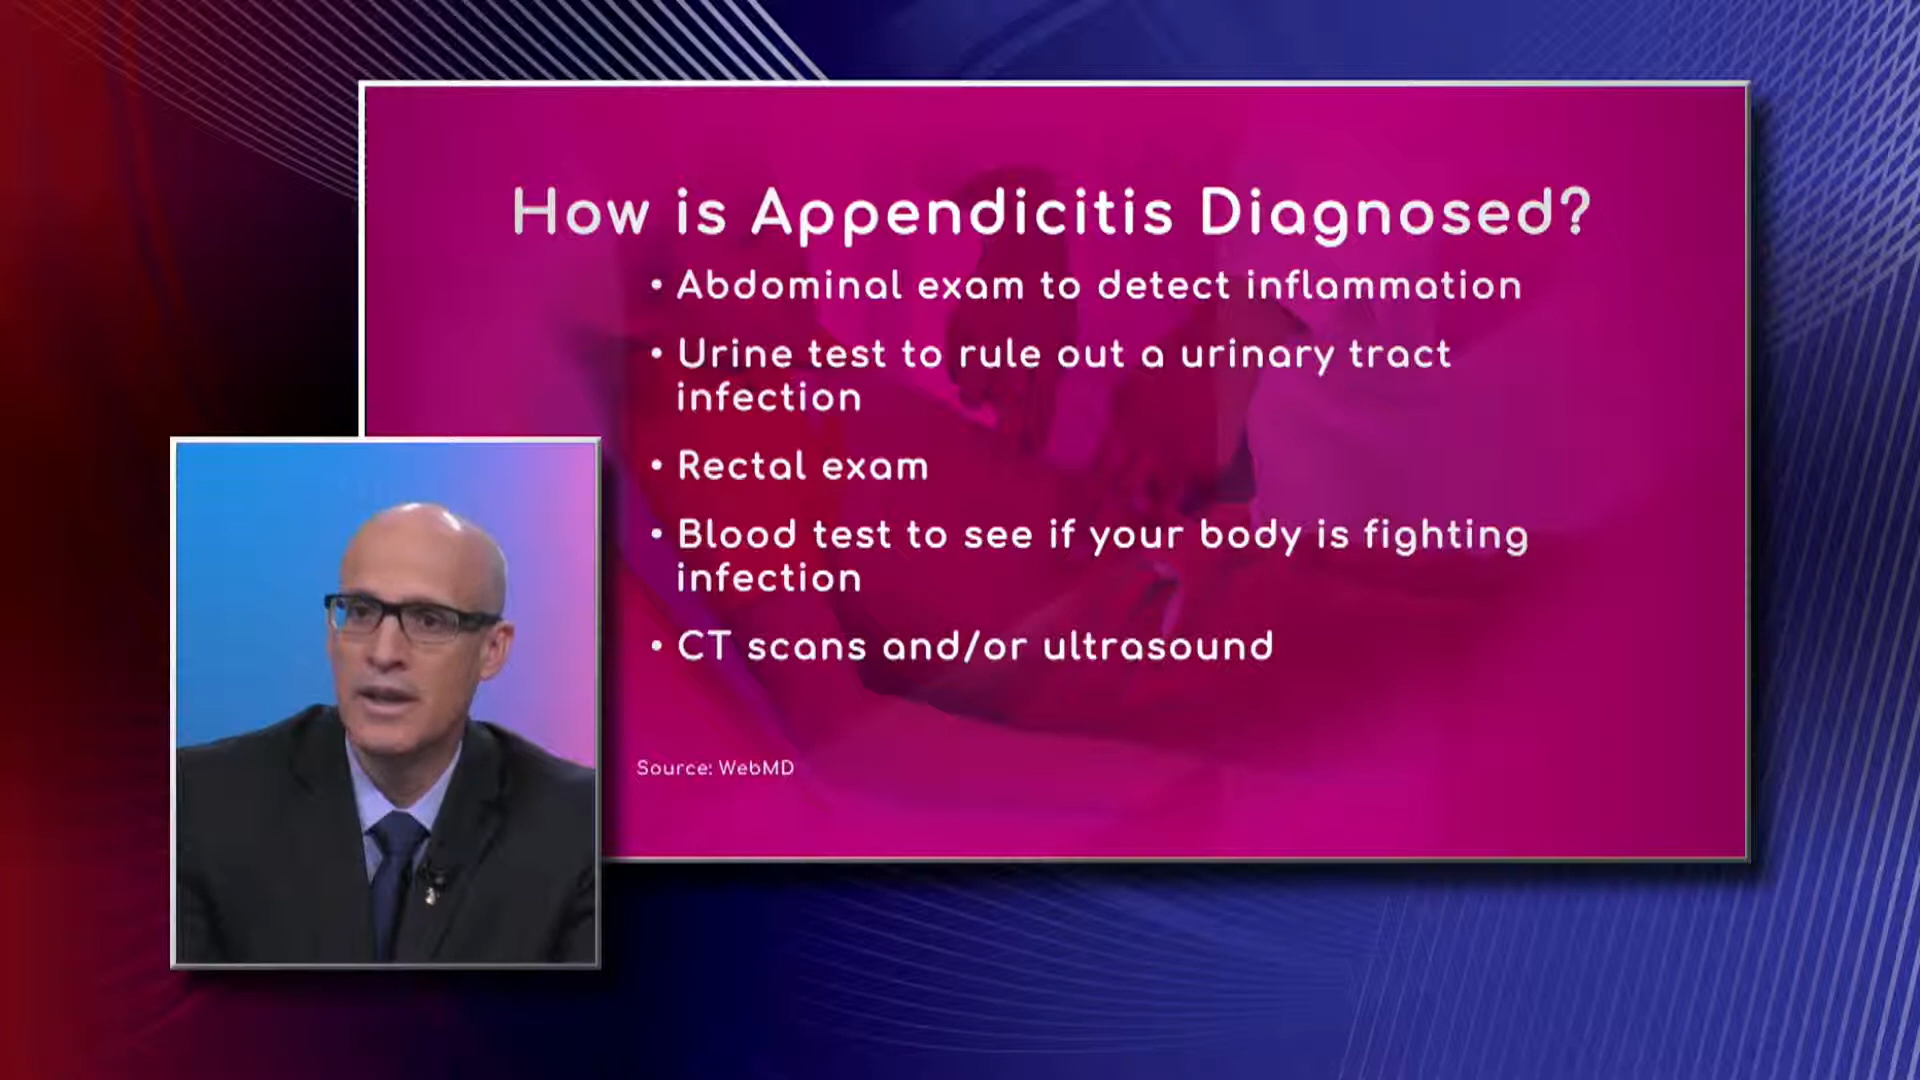 How is Appendicitis Diagnosed?
• Abdominal exam to detect inflammation
• Urine test to rule out a urinary tract
infection
• Rectal exam
• Blood test to see if your body is fighting
infection
• CT scans and/or ultrasound
Source: WebMD